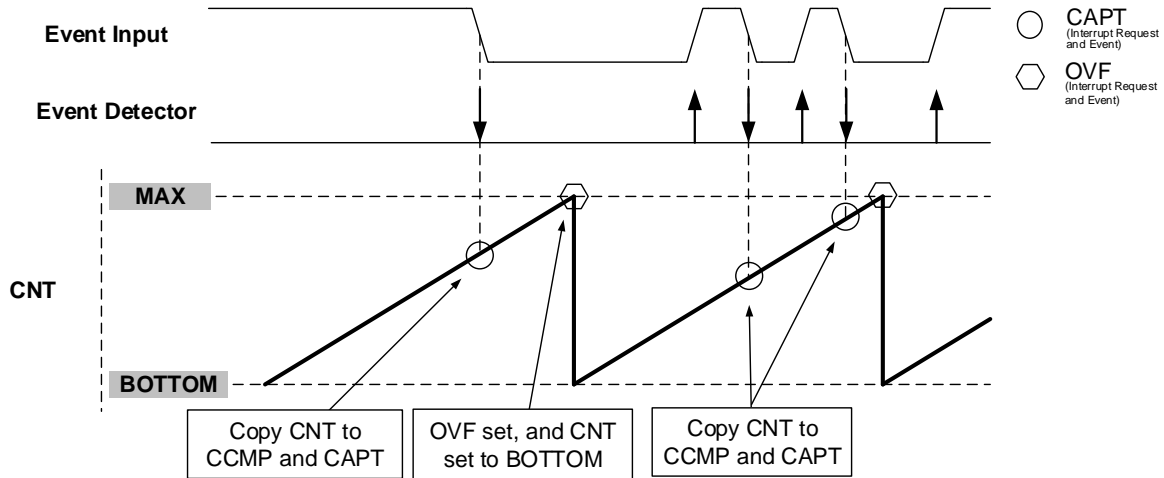 Event Input
CAPT
(Interrupt Request
and Event)
OVF
(Interrupt Request
and Event)
Event Detector
MAX
CNT
BOTTOM
Copy CNT to
CCMP and CAPT
OVF set, and CNT
set to BOTTOM
Copy CNT to
CCMP and CAPT